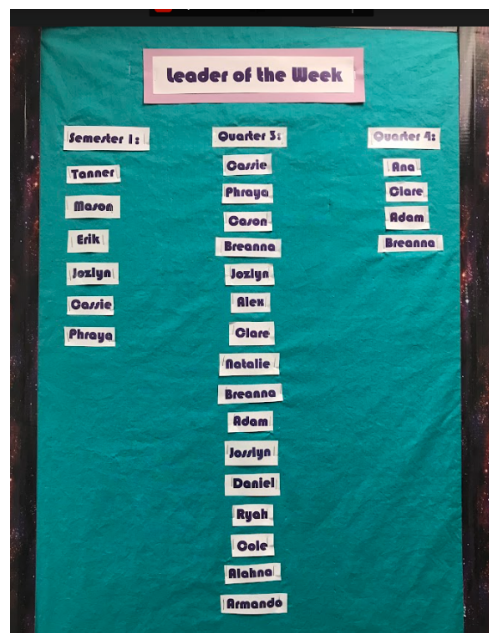 Leader of the Week
Semester 1:
Tanner
Mason
Erik
Jozlyn
Cassie
Phraya
Quarter 3:
Cassie
Phraya
Cason
Breanna
Jozlyn
Alex
Clare
Natalie
Breanna
Adam
Josslyn
Daniel
Ryah
Cole
Alahna
Armando
Quarter 4:
Ana
Clare
Adam
Breanna